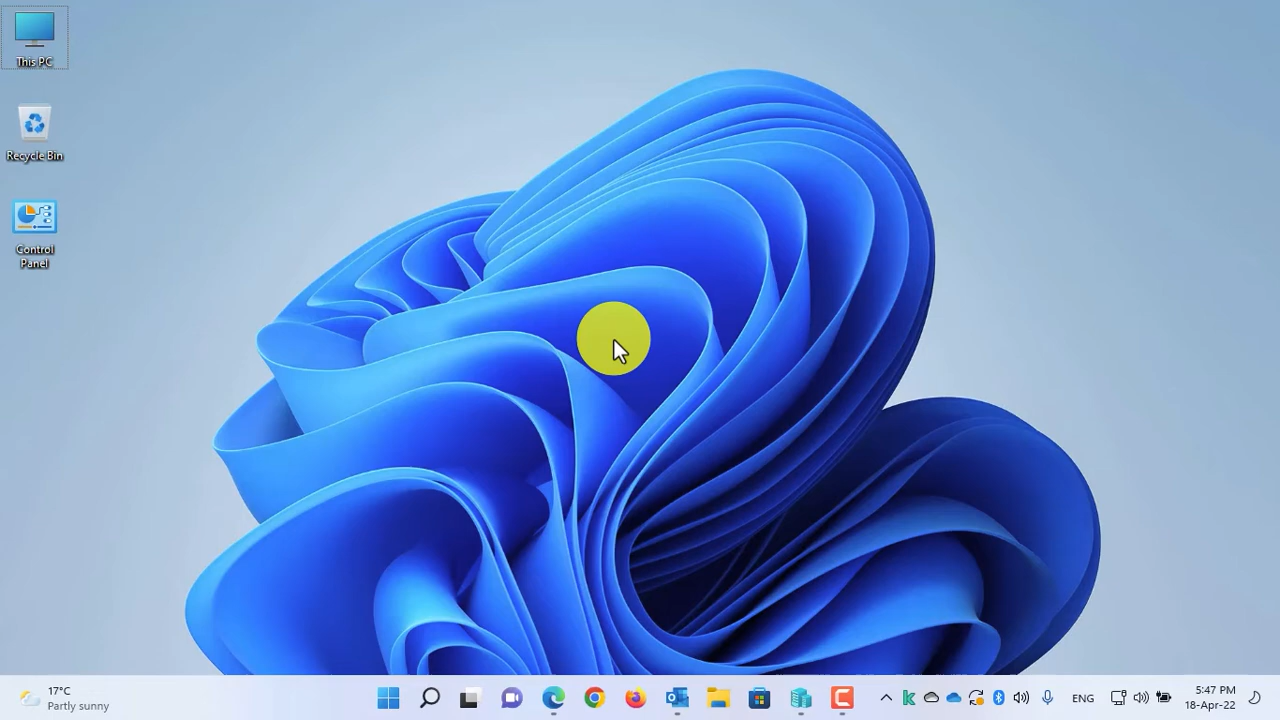 This PC
Recycle Bin
Control
Panel
17°C
Partly sunny
ENG
5:47 PM
18-Apr-22